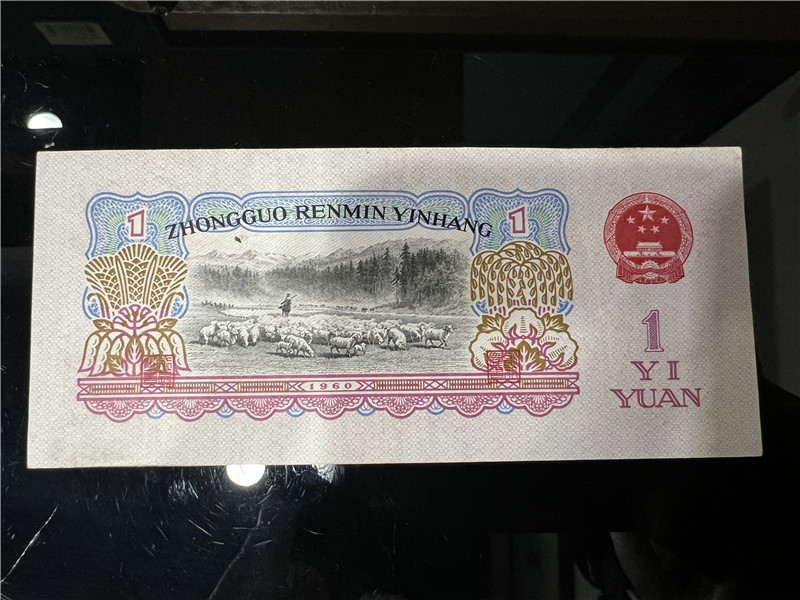 1 ZHONGGUO RENMIN YINHANG 1
1960
1
YI
YUAN